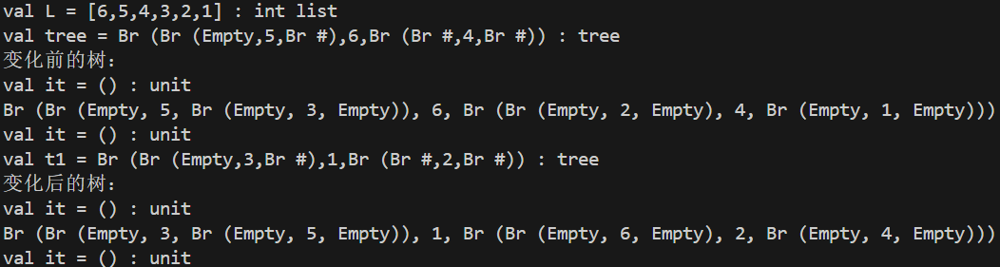 val L = [6,5,4,3,2,1] : int list
val tree = Br (Br (Empty,5,Br #),6,Br (Br #,4,Br #)) : tree
变化前的树:
val it = () : unit
Br (Br (Empty, 5, Br (Empty, 3, Empty)), 6, Br (Br (Empty, 2, Empty), 4, Br (Empty, 1, Empty)))
val it = () : unit
val t1 = Br (Br (Empty,3,Br #),1,Br (Br #,2,Br #)) : tree
变化后的树:
val it = () : unit
Br (Br (Empty, 3, Br (Empty, 5, Empty)), 1, Br (Br (Empty, 6, Empty), 2, Br (Empty, 4, Empty)))
val it = () : unit